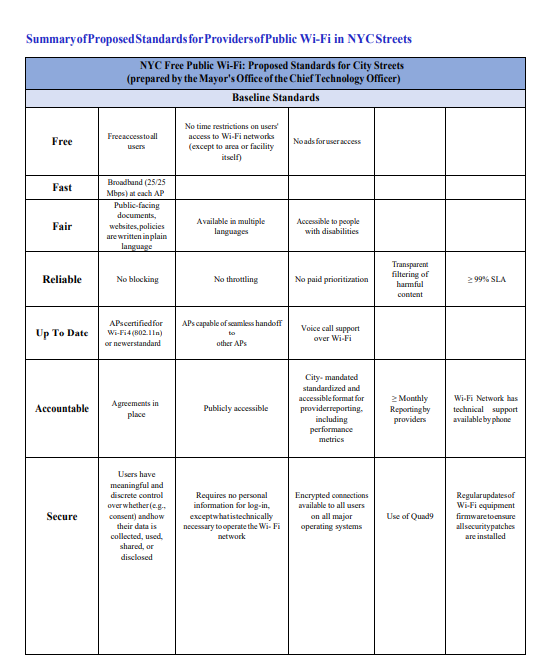 Summary of Proposed Standards for Providers of Public Wi-Fi in NYC Streets
NYC Free Public Wi-Fi: Proposed Standards for City Streets
(prepared by the Mayor's Office of the Chief Technology Officer)
Baseline Standards
Free
Free access to all
users
No time restrictions on users'
access to Wi-Fi networks
(except to area or facility
itself)
No ads for user access
Fast
Broadband (25/25
Mbps) at each AP
Fair
Public-facing
documents,
websites, policies
are written in plain
language
Available in multiple
languages
Accessible to people
with disabilities
Reliable
No blocking
No throttling
No paid prioritization
Transparent
filtering of
harmful
content
≥ 99% SLA
Up To Date
APs certified for
Wi-Fi 4 (802.11n)
or newer standard
APs capable of seamless handoff
to
other APs
Voice call support
over Wi-Fi
Accountable
Agreements in
place
Publicly accessible
City- mandated
standardized and
accessible format for
provider reporting,
including
performance
metrics
≥ Monthly
Reporting by
providers
Wi-Fi Network has
technical support
available by phone
Secure
Users have
meaningful and
discrete control
over whether (e.g.,
consent) and how
their data is
collected, used,
shared, or
disclosed
Requires no personal
information for log-in,
except what is technically
necessary to operate the Wi- Fi
network
Encrypted connections
available to all users
on all major
operating systems
Use of Quad9
Regular updates of
Wi-Fi equipment
firmware to ensure
all security patches
are installed